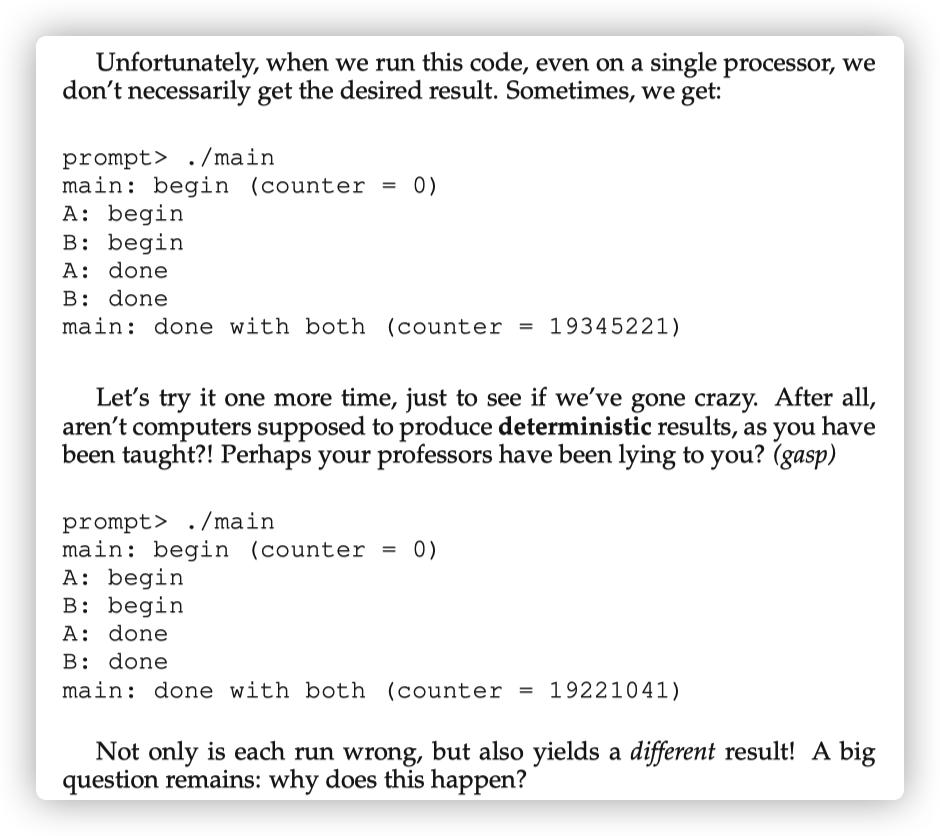 Unfortunately, when we run this code, even on a single processor, we
don't necessarily get the desired result. Sometimes, we get:
prompt> ./main
main: begin (counter = 0)
A: begin
B: begin
A: done
B: done
main: done with both (counter = 19345221)
Let's try it one more time, just to see if we've gone crazy. After all,
aren't computers supposed to produce deterministic results, as you have
been taught?! Perhaps your professors have been lying to you? (gasp)
prompt> ./main
main: begin (counter = 0)
A: begin
B: begin
A: done
B: done
main: done with both (counter = 19221041)
Not only is each run wrong, but also yields a different result! A big
question remains: why does this happen?